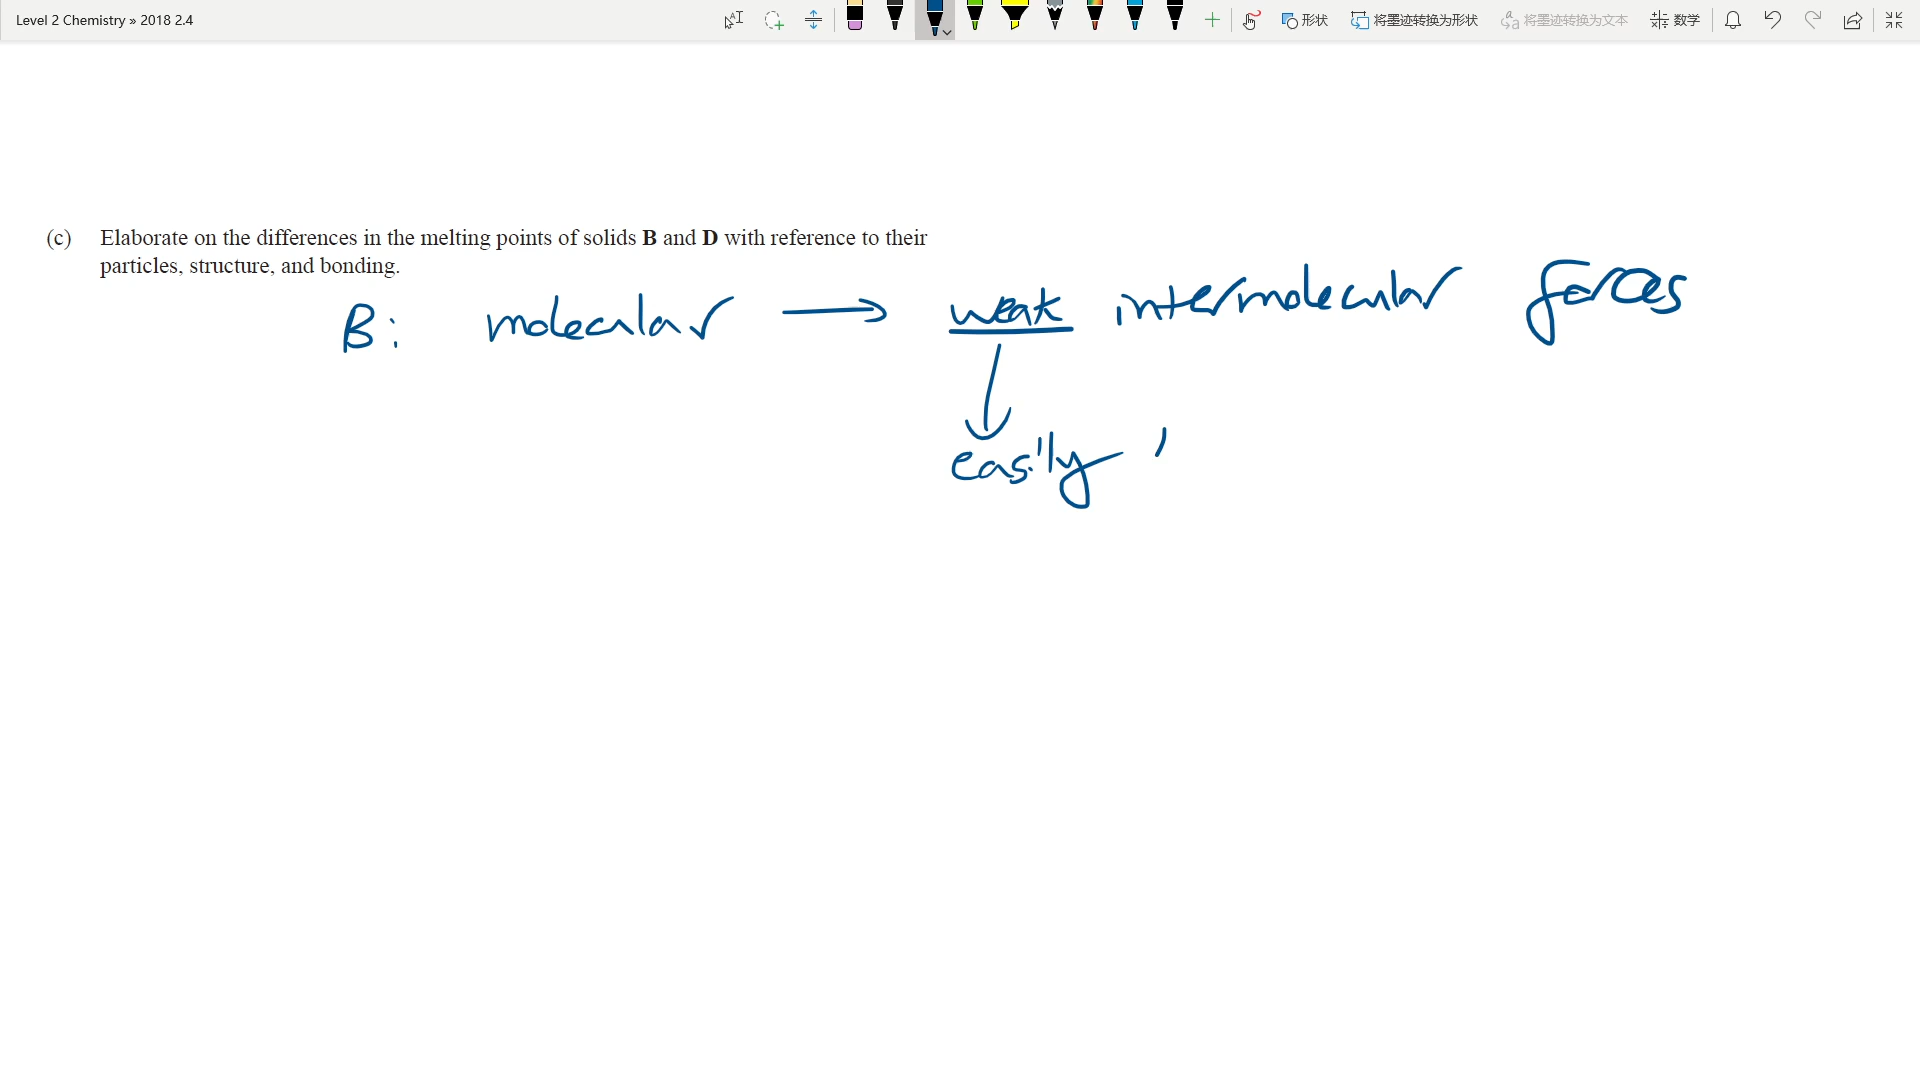 Level 2 Chemistry » 2018 2.4
形状 将墨迹转换为形状 将墨迹转换为文本 数学
(c) Elaborate on the differences in the melting points of solids B and D with reference to their
particles, structure, and bonding.
B: molecular → weak intermolecular forces
easily